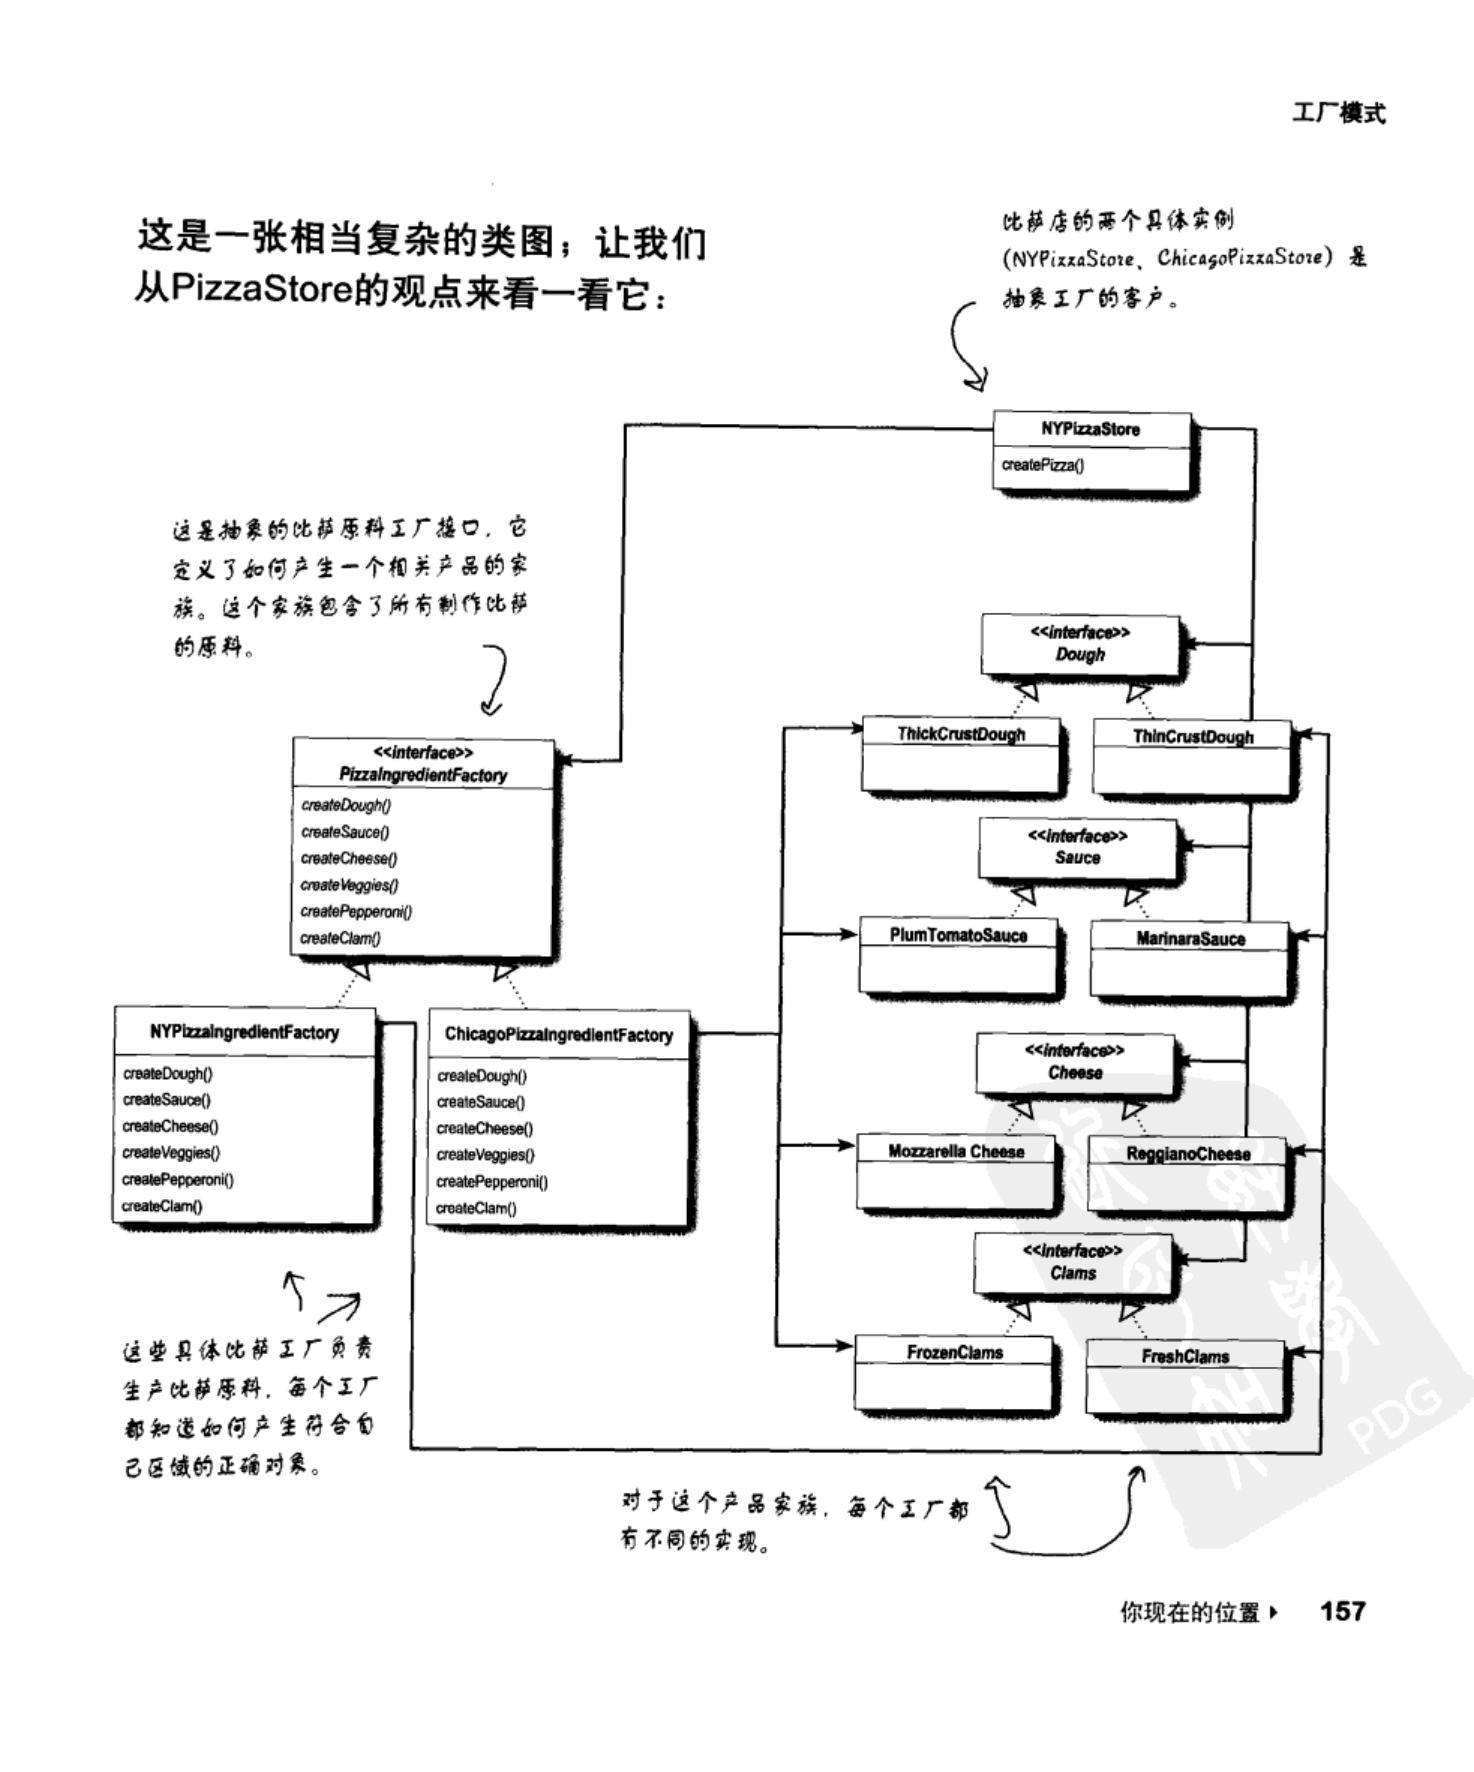 工厂模式
这是一张相当复杂的类图；让我们
从PizzaStore的观点来看一看它：
比萨店的两个具体实例
(NYPizzaStore、ChicagoPizzaStore) 是
抽象工厂的客户。
NYPizzaStore
createPizza()
这是抽象的比萨原料工厂接口，它
定义了如何产生一个相关产品的家
族。这个家族包含了所有制作比萨
的原料。
<<interface>>
PizzaIngredientFactory
createDough()
createSauce()
createCheese()
createVeggies()
createPepperoni()
createClam()
NYPizzaIngredientFactory
createDough()
createSauce()
createCheese()
createVeggies()
createPepperoni()
createClam()
ChicagoPizzaIngredientFactory
createDough()
createSauce()
createCheese()
createVeggies()
createPepperoni()
createClam()
<<interface>>
Dough
ThickCrustDough
ThinCrustDough
<<interface>>
Sauce
PlumTomatoSauce
MarinaraSauce
<<interface>>
Cheese
Mozzarella Cheese
ReggianoCheese
<<interface>>
Clams
FrozenClams
FreshClams
这些具体比萨工厂负责
生产比萨原料，每个工厂
都知道如何产生符合自
己区域的正确对象。
对于这个产品家族，每个工厂都
有不同的实现。
PDG
你现在的位置 ▸ 157